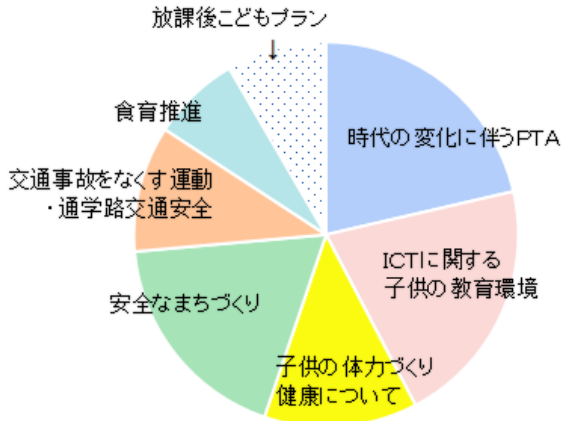 放課後こどもプラン
時代の変化に伴うPTA
ICTに関する
子供の教育環境
子供の体力づくり
健康について
安全なまちづくり
交通事故をなくす運動
・通学路交通安全
食育推進